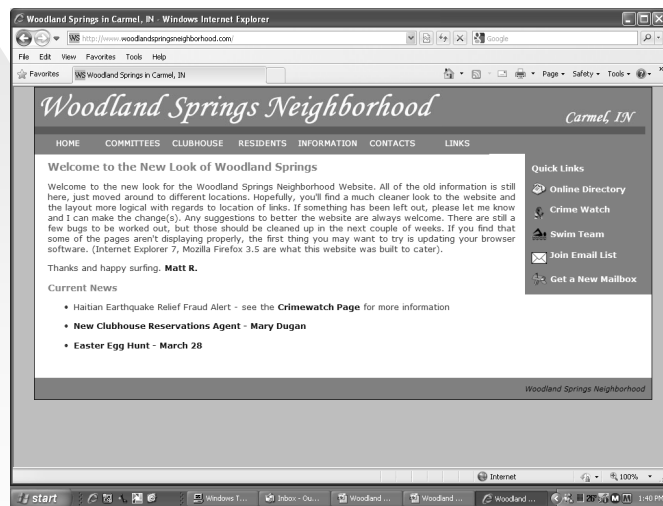 Woodland Springs in Carmel, IN - Windows Internet Explorer
http://www.woodlandspringsneighborhood.com/
Google
File Edit View Favorites Tools Help
Favorites Woodland Springs in Carmel, IN Page Safety Tools
Woodland Springs Neighborhood
Carmel, IN
HOME COMMITTEES CLUBHOUSE RESIDENTS INFORMATION CONTACTS LINKS
Welcome to the New Look of Woodland Springs
Welcome to the new look for the Woodland Springs Neighborhood Website. All of the old information is still
here, just moved around to different locations. Hopefully, you'll find a much cleaner look to the website and
the layout more logical with regards to location of links. If something has been left out, please let me know
and I can make the change(s). Any suggestions to better the website are always welcome. There are still a
few bugs to be worked out, but those should be cleaned up in the next couple of weeks. If you find that
some of the pages aren't displaying properly, the first thing you may want to try is updating your browser
software. (Internet Explorer 7, Mozilla Firefox 3.5 are what this website was built to cater).
Thanks and happy surfing. Matt R.
Current News
• Haitian Earthquake Relief Fraud Alert - see the Crimewatch Page for more information
• New Clubhouse Reservations Agent - Mary Dugan
• Easter Egg Hunt - March 28
Quick Links
Online Directory
Crime Watch
Swim Team
Join Email List
Get a New Mailbox
Woodland Springs Neighborhood
Internet 100%
start Windows T... Inbox - Ou... Woodland ... Woodland ... Woodland ... 1:40 PM